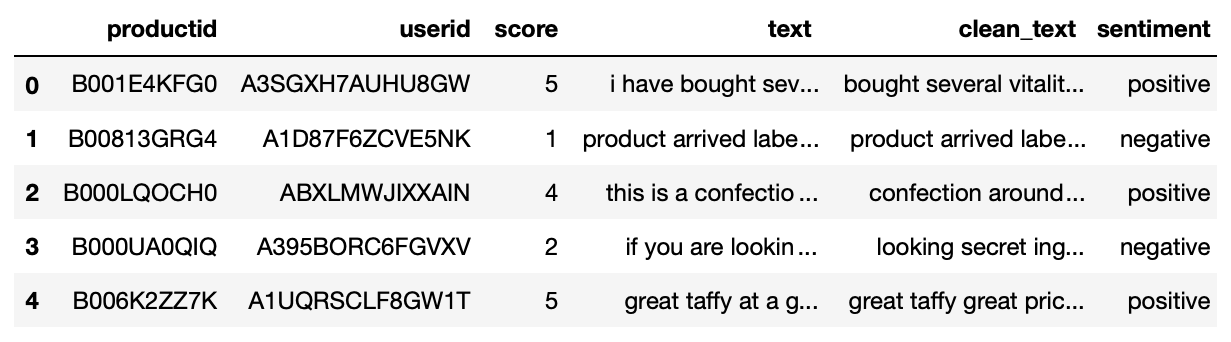 productid userid score text clean_text sentiment
0 B001E4KFG0 A3SGXH7AUHU8GW 5 i have bought sev... bought several vitalit... positive
1 B00813GRG4 A1D87F6ZCVE5NK 1 product arrived labe... product arrived labe... negative
2 B000LQOCH0 ABXLMWJIXXAIN 4 this is a confectio ... confection around... positive
3 B000UA0QIQ A395BORC6FGVXV 2 if you are lookin ... looking secret ing... negative
4 B006K2ZZ7K A1UQRSCLF8GW1T 5 great taffy at a g... great taffy great pric... positive